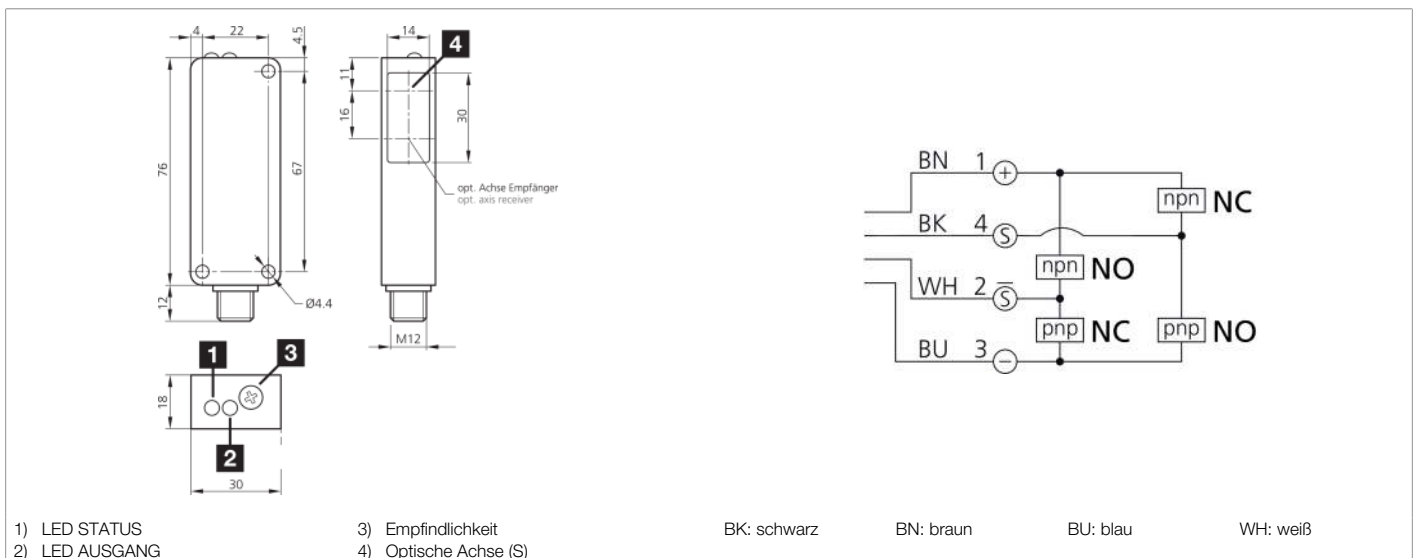 4 22 4.5
76
67
12
Ø4.4
14
4
11
16
30
opt. Achse Empfänger
opt. axis receiver
M12
1
3
18
2
30
BN 1 +
npn NC
BK 4 S
npn NO
WH 2 S̅
pnp NC pnp NO
BU 3 −
1) LED STATUS 3) Empfindlichkeit BK: schwarz BN: braun BU: blau WH: weiß
2) LED AUSGANG 4) Optische Achse (S)